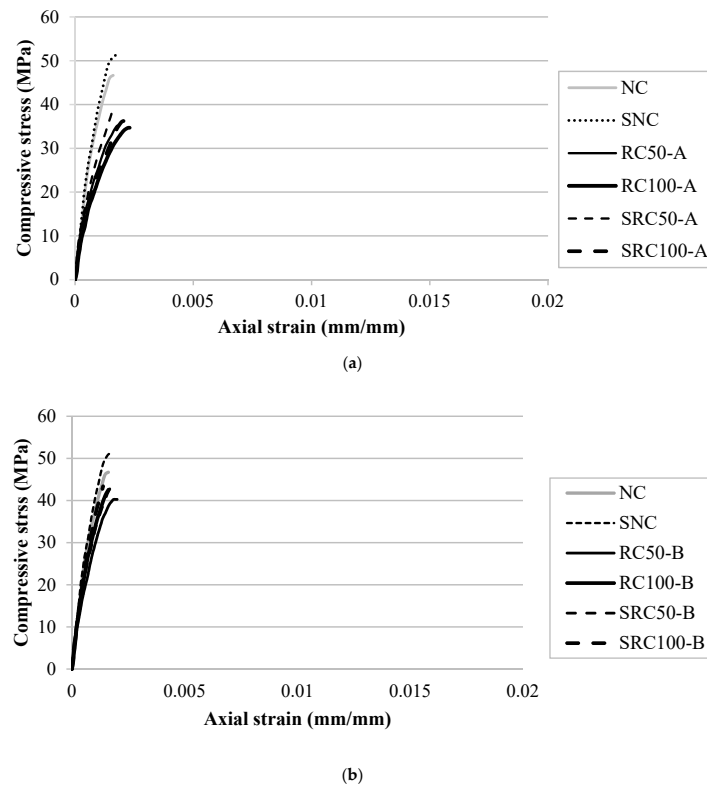 60
50
40
30
20
10
0
Compressive stress (MPa)
0 0.005 0.01 0.015 0.02
Axial strain (mm/mm)
NC
SNC
RC50-A
RC100-A
SRC50-A
SRC100-A
(a)
60
50
40
30
20
10
0
Compressive strss (MPa)
0 0.005 0.01 0.015 0.02
Axial strain (mm/mm)
NC
SNC
RC50-B
RC100-B
SRC50-B
SRC100-B
(b)